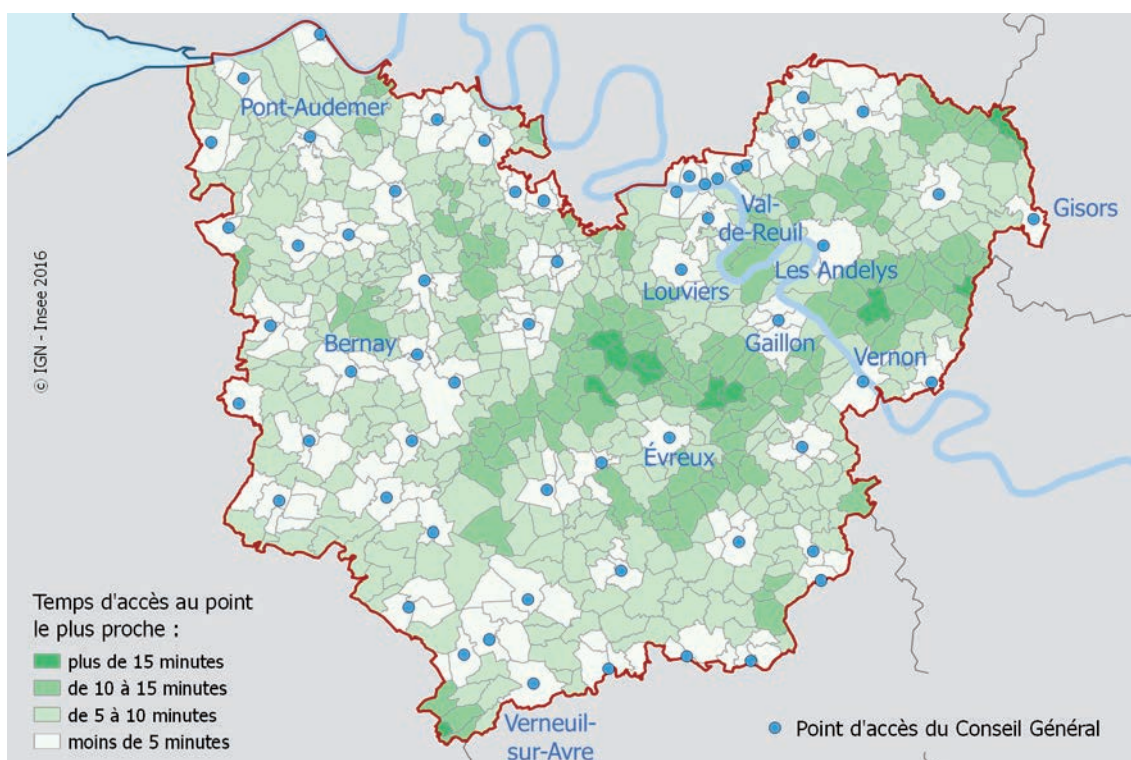 Pont-Audemer
Val-
de-Reuil
Gisors
Les Andelys
Louviers
Gaillon
Bernay
Vernon
Évreux
Verneuil-
sur-Avre
© IGN - Insee 2016
Temps d'accès au point
le plus proche :
plus de 15 minutes
de 10 à 15 minutes
de 5 à 10 minutes
moins de 5 minutes
Point d'accès du Conseil Général